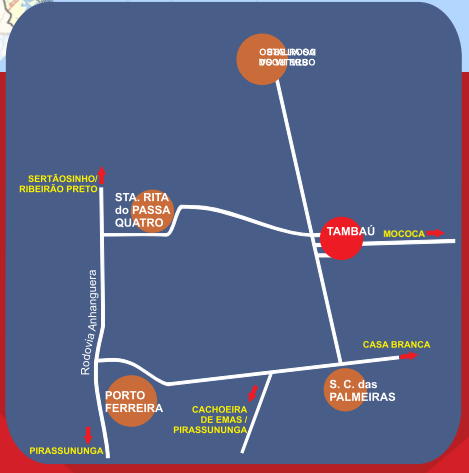 SERTÃOSINHO/
RIBEIRÃO PRETO
STA. RITA
do PASSA
QUATRO
TAMBAÚ
MOCOCA
Rodovia Anhanguera
CASA BRANCA
PORTO
FERREIRA
S. C. das
PALMEIRAS
CACHOEIRA
DE EMAS /
PIRASSUNUNGA
PIRASSUNUNGA